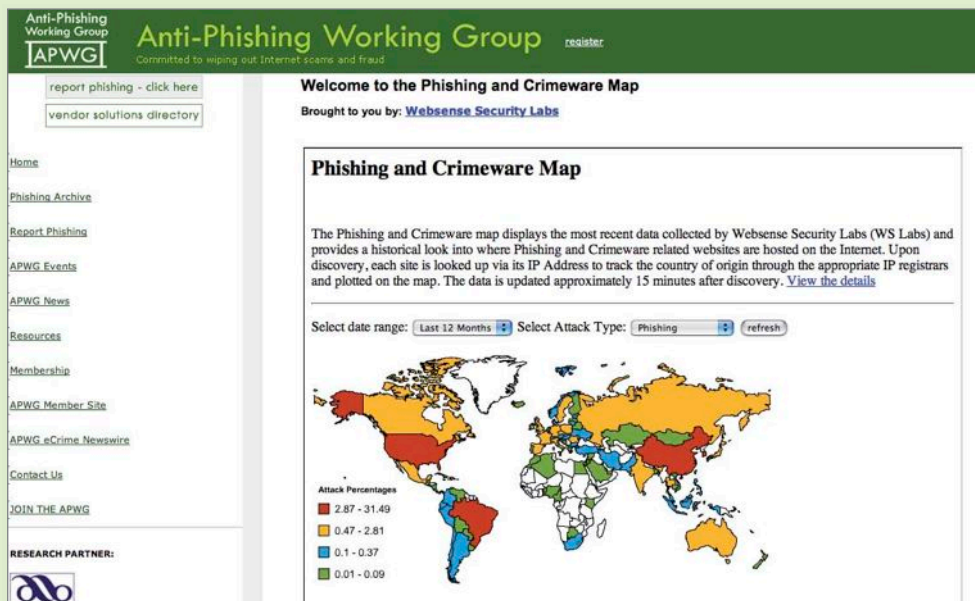 Anti-Phishing
Working Group
APWG
Anti-Phishing Working Group
register
Committed to wiping out Internet scams and fraud
report phishing - click here
vendor solutions directory
Home
Phishing Archive
Report Phishing
APWG Events
APWG News
Resources
Membership
APWG Member Site
APWG eCrime Newswire
Contact Us
JOIN THE APWG
RESEARCH PARTNER:
Welcome to the Phishing and Crimeware Map
Brought to you by: Websense Security Labs
Phishing and Crimeware Map
The Phishing and Crimeware map displays the most recent data collected by Websense Security Labs (WS Labs) and
provides a historical look into where Phishing and Crimeware related websites are hosted on the Internet. Upon
discovery, each site is looked up via its IP Address to track the country of origin through the appropriate IP registrars
and plotted on the map. The data is updated approximately 15 minutes after discovery. View the details
Select date range: Last 12 Months Select Attack Type: Phishing refresh
Attack Percentages
2.87 - 31.49
0.47 - 2.81
0.1 - 0.37
0.01 - 0.09